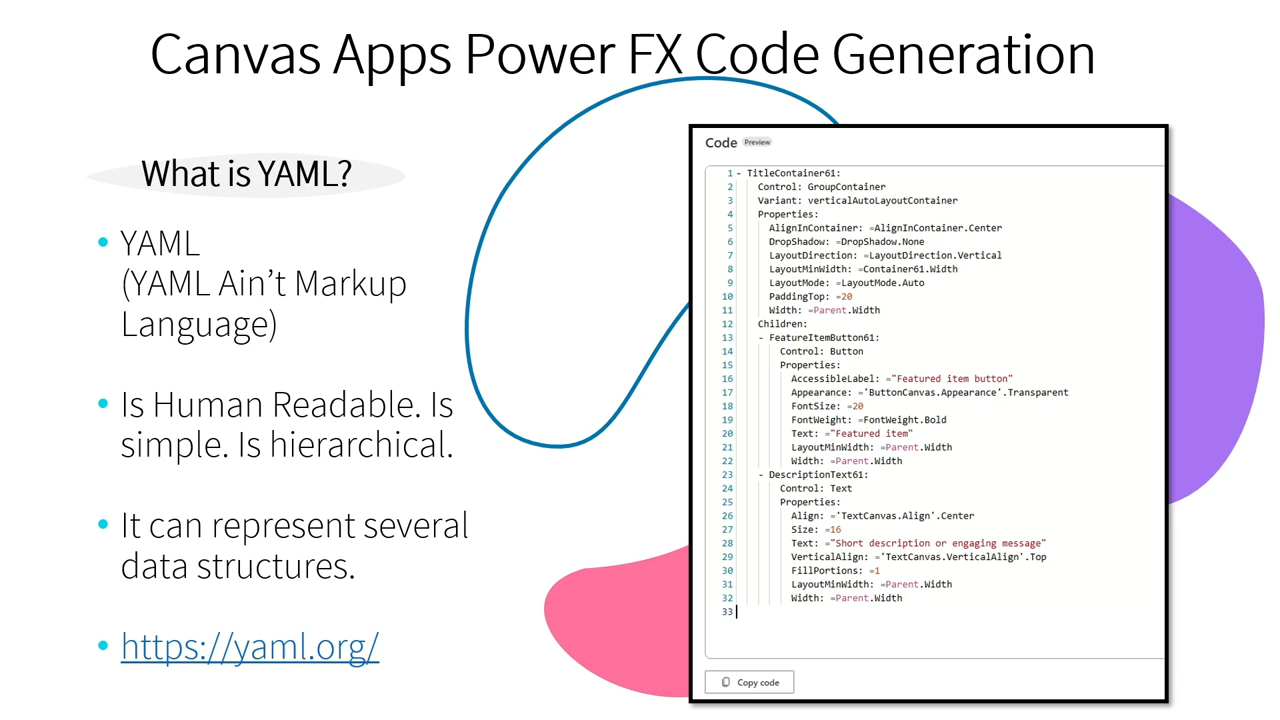 Canvas Apps Power FX Code Generation
What is YAML?
• YAML
(YAML Ain’t Markup
Language)
• Is Human Readable. Is
simple. Is hierarchical.
• It can represent several
data structures.
• https://yaml.org/
Code Preview
1 - TitleContainer61:
2 Control: GroupContainer
3 Variant: verticalAutoLayoutContainer
4 Properties:
5 AlignInContainer: =AlignInContainer.Center
6 DropShadow: =DropShadow.None
7 LayoutDirection: =LayoutDirection.Vertical
8 LayoutMinWidth: =Container61.Width
9 LayoutMode: =LayoutMode.Auto
10 PaddingTop: =20
11 Width: =Parent.Width
12 Children:
13 - FeatureItemButton61:
14 Control: Button
15 Properties:
16 AccessibleLabel: ="Featured item button"
17 Appearance: ='ButtonCanvas.Appearance'.Transparent
18 FontSize: =20
19 FontWeight: =FontWeight.Bold
20 Text: ="Featured item"
21 LayoutMinWidth: =Parent.Width
22 Width: =Parent.Width
23 - DescriptionText61:
24 Control: Text
25 Properties:
26 Align: ='TextCanvas.Align'.Center
27 Size: =16
28 Text: ="Short description or engaging message"
29 VerticalAlign: ='TextCanvas.VerticalAlign'.Top
30 FillPortions: =1
31 LayoutMinWidth: =Parent.Width
32 Width: =Parent.Width
33
Copy code